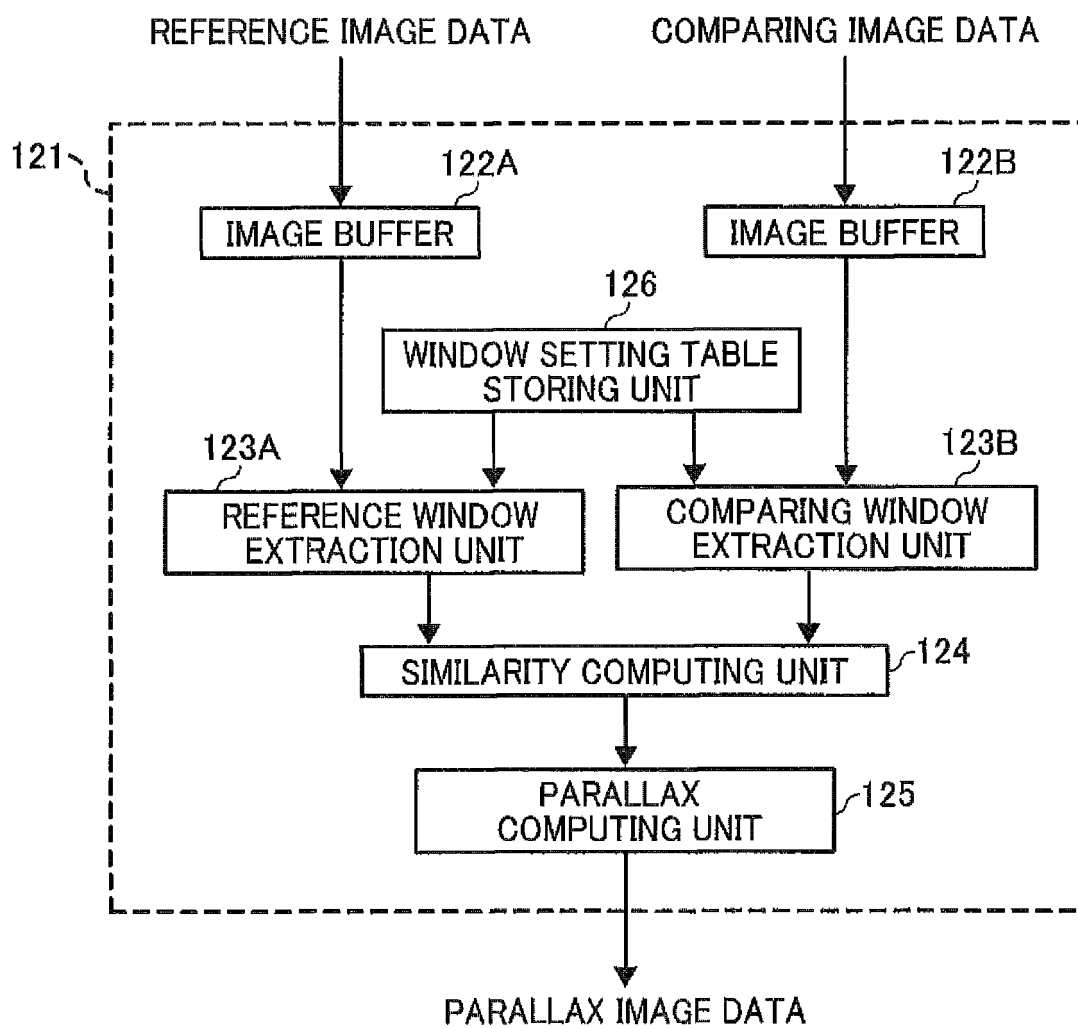 REFERENCE IMAGE DATA
COMPARING IMAGE DATA
121
122A
122B
IMAGE BUFFER
IMAGE BUFFER
126
WINDOW SETTING TABLE
STORING UNIT
123A
123B
REFERENCE WINDOW
EXTRACTION UNIT
COMPARING WINDOW
EXTRACTION UNIT
SIMILARITY COMPUTING UNIT
124
PARALLAX
COMPUTING UNIT
125
PARALLAX IMAGE DATA